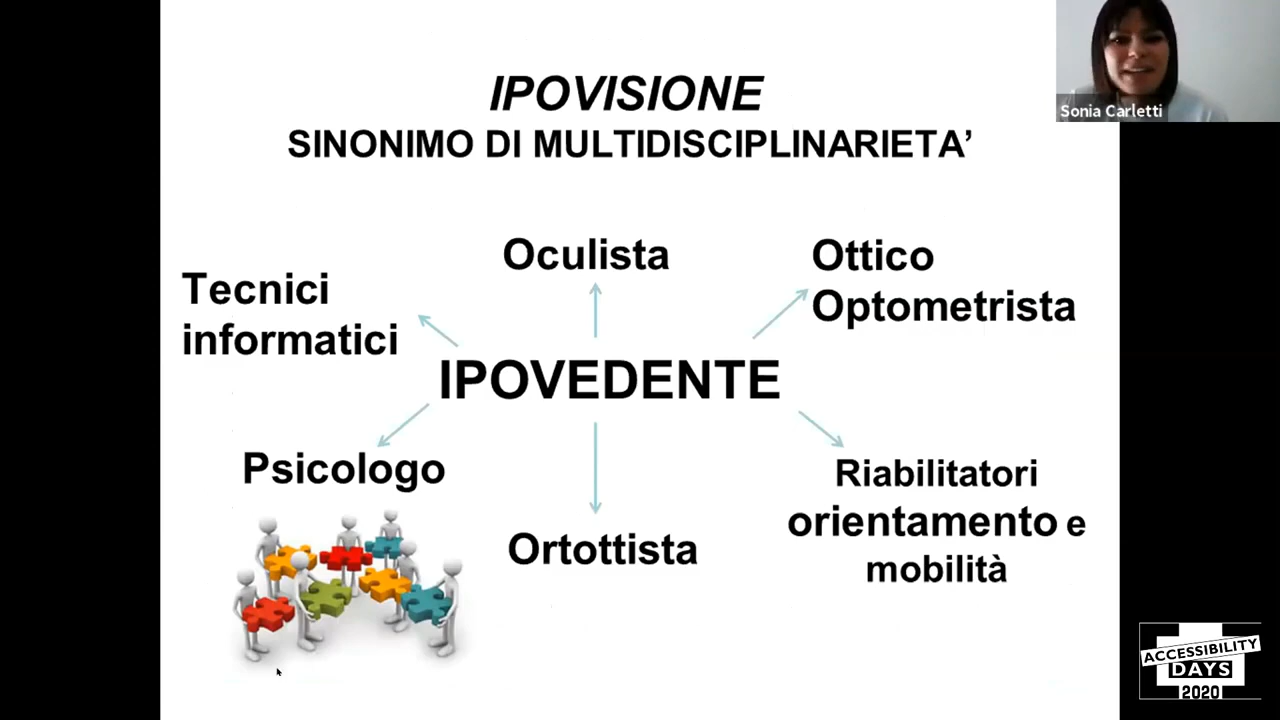 IPOVISIONE
SINONIMO DI MULTIDISCIPLINARIETA’
Sonia Carletti
Oculista
Ottico
Optometrista
Tecnici
informatici
IPOVEDENTE
Psicologo
Ortottista
Riabilitatori
orientamento e
mobilità
ACCESSIBILITY
DAYS
2020